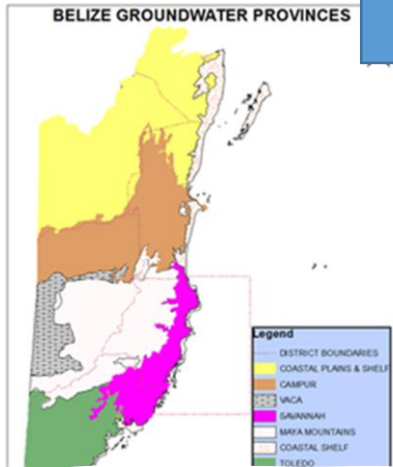 BELIZE GROUNDWATER PROVINCES
Legend
DISTRICT BOUNDARIES
COASTAL PLAINS & SHELF
CAMPUR
VACA
SAVANNAH
MAYA MOUNTAINS
COASTAL SHELF
TOLEDO